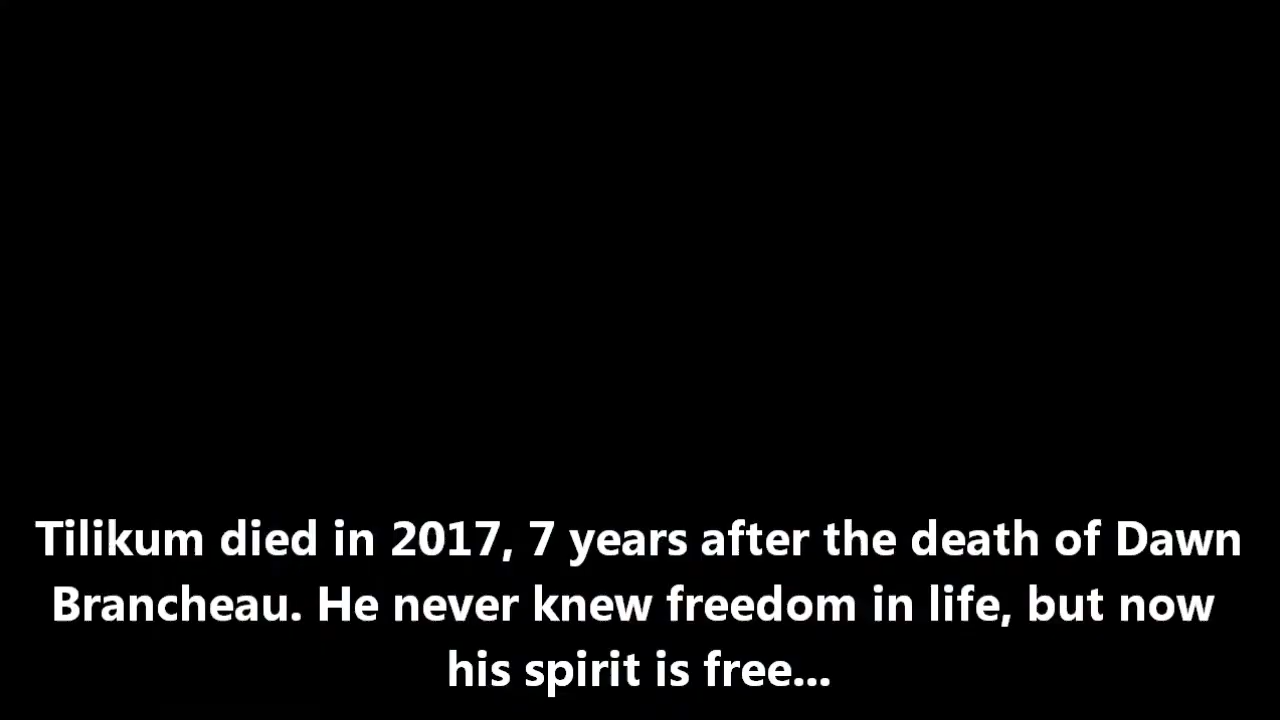 Tilikum died in 2017, 7 years after the death of Dawn
Brancheau. He never knew freedom in life, but now
his spirit is free...